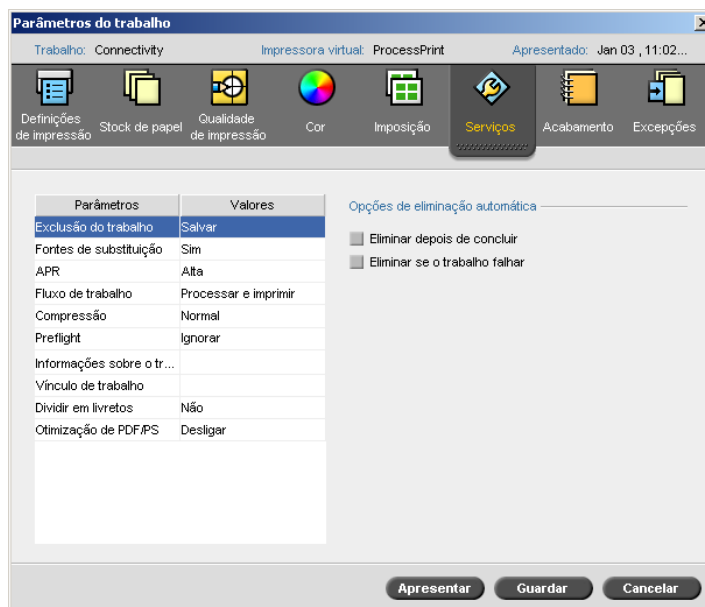 Parâmetros do trabalho
Trabalho: Connectivity Impressora virtual: ProcessPrint Apresentado: Jan 03 , 11:02...
Definições de impressão
Stock de papel
Qualidade de impressão
Cor
Imposição
Serviços
Acabamento
Excepções
Parâmetros Valores
Exclusão do trabalho Salvar
Fontes de substituição Sim
APR Alta
Fluxo de trabalho Processar e imprimir
Compressão Normal
Preflight Ignorar
Informações sobre o tr...
Vínculo de trabalho
Dividir em livretos Não
Otimização de PDF/PS Desligar
Opções de eliminação automática
Eliminar depois de concluir
Eliminar se o trabalho falhar
Apresentar Guardar Cancelar